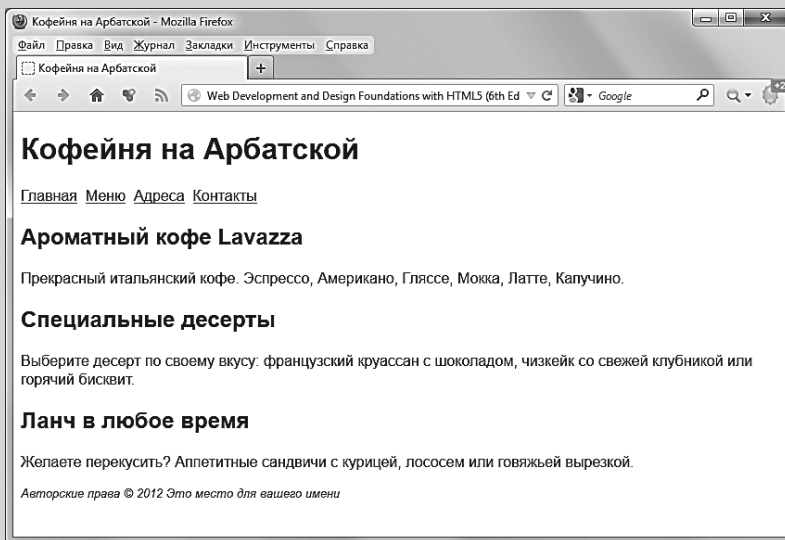 Кофейня на Арбатской - Mozilla Firefox
Файл Правка Вид Журнал Закладки Инструменты Справка
Кофейня на Арбатской
Web Development and Design Foundations with HTML5 (6th Ed Google
Кофейня на Арбатской
Главная Меню Адреса Контакты
Ароматный кофе Lavazza
Прекрасный итальянский кофе. Эспрессо, Американо, Гляссе, Мокка, Латте, Капучино.
Специальные десерты
Выберите десерт по своему вкусу: французский круассан с шоколадом, чизкейк со свежей клубникой или
горячий бисквит.
Ланч в любое время
Желаете перекусить? Аппетитные сандвичи с курицей, лососем или говяжьей вырезкой.
Авторские права © 2012 Это место для вашего имени